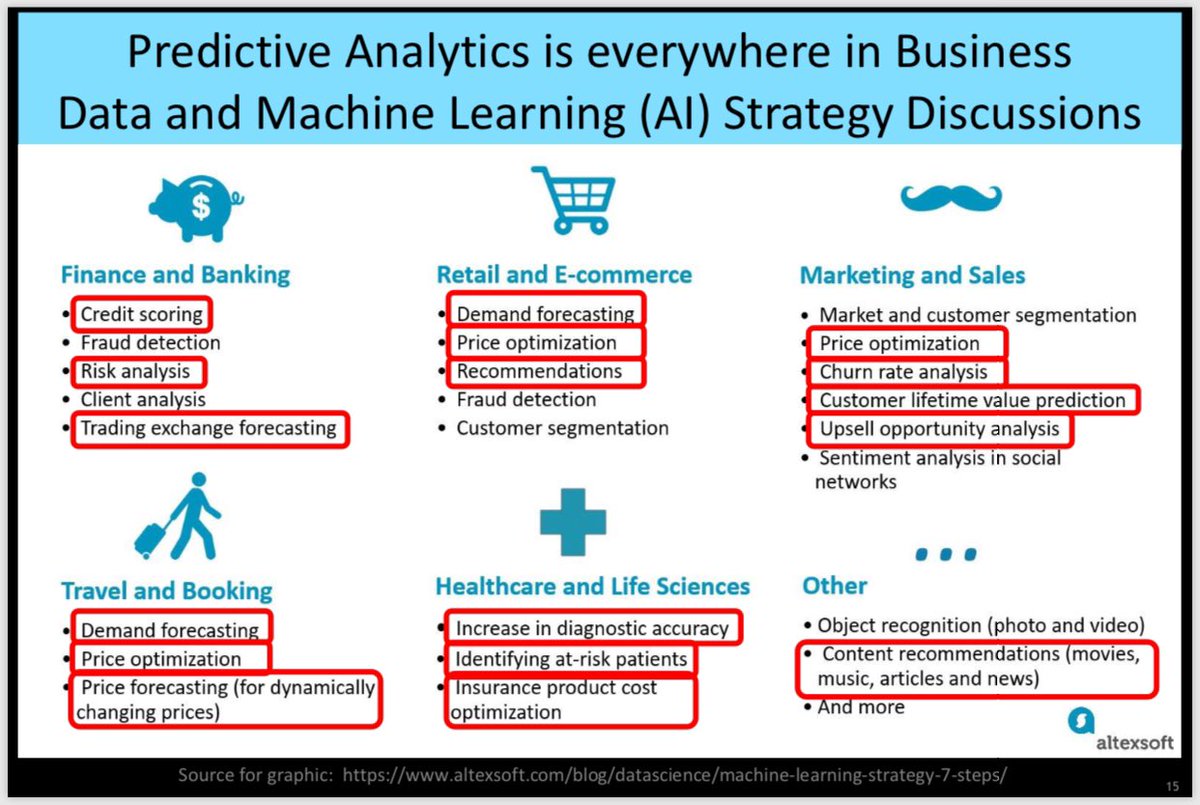 Predictive Analytics is everywhere in Business
Data and Machine Learning (AI) Strategy Discussions
$
Finance and Banking
• Credit scoring
• Fraud detection
• Risk analysis
• Client analysis
• Trading exchange forecasting
Retail and E-commerce
• Demand forecasting
• Price optimization
• Recommendations
• Fraud detection
• Customer segmentation
Marketing and Sales
• Market and customer segmentation
• Price optimization
• Churn rate analysis
• Customer lifetime value prediction
• Upsell opportunity analysis
• Sentiment analysis in social
networks
Travel and Booking
• Demand forecasting
• Price optimization
• Price forecasting (for dynamically
changing prices)
Healthcare and Life Sciences
• Increase in diagnostic accuracy
• Identifying at-risk patients
• Insurance product cost
optimization
Other
• Object recognition (photo and video)
• Content recommendations (movies,
music, articles and news)
• And more
altexsoft
Source for graphic: https://www.altexsoft.com/blog/datascience/machine-learning-strategy-7-steps/
15